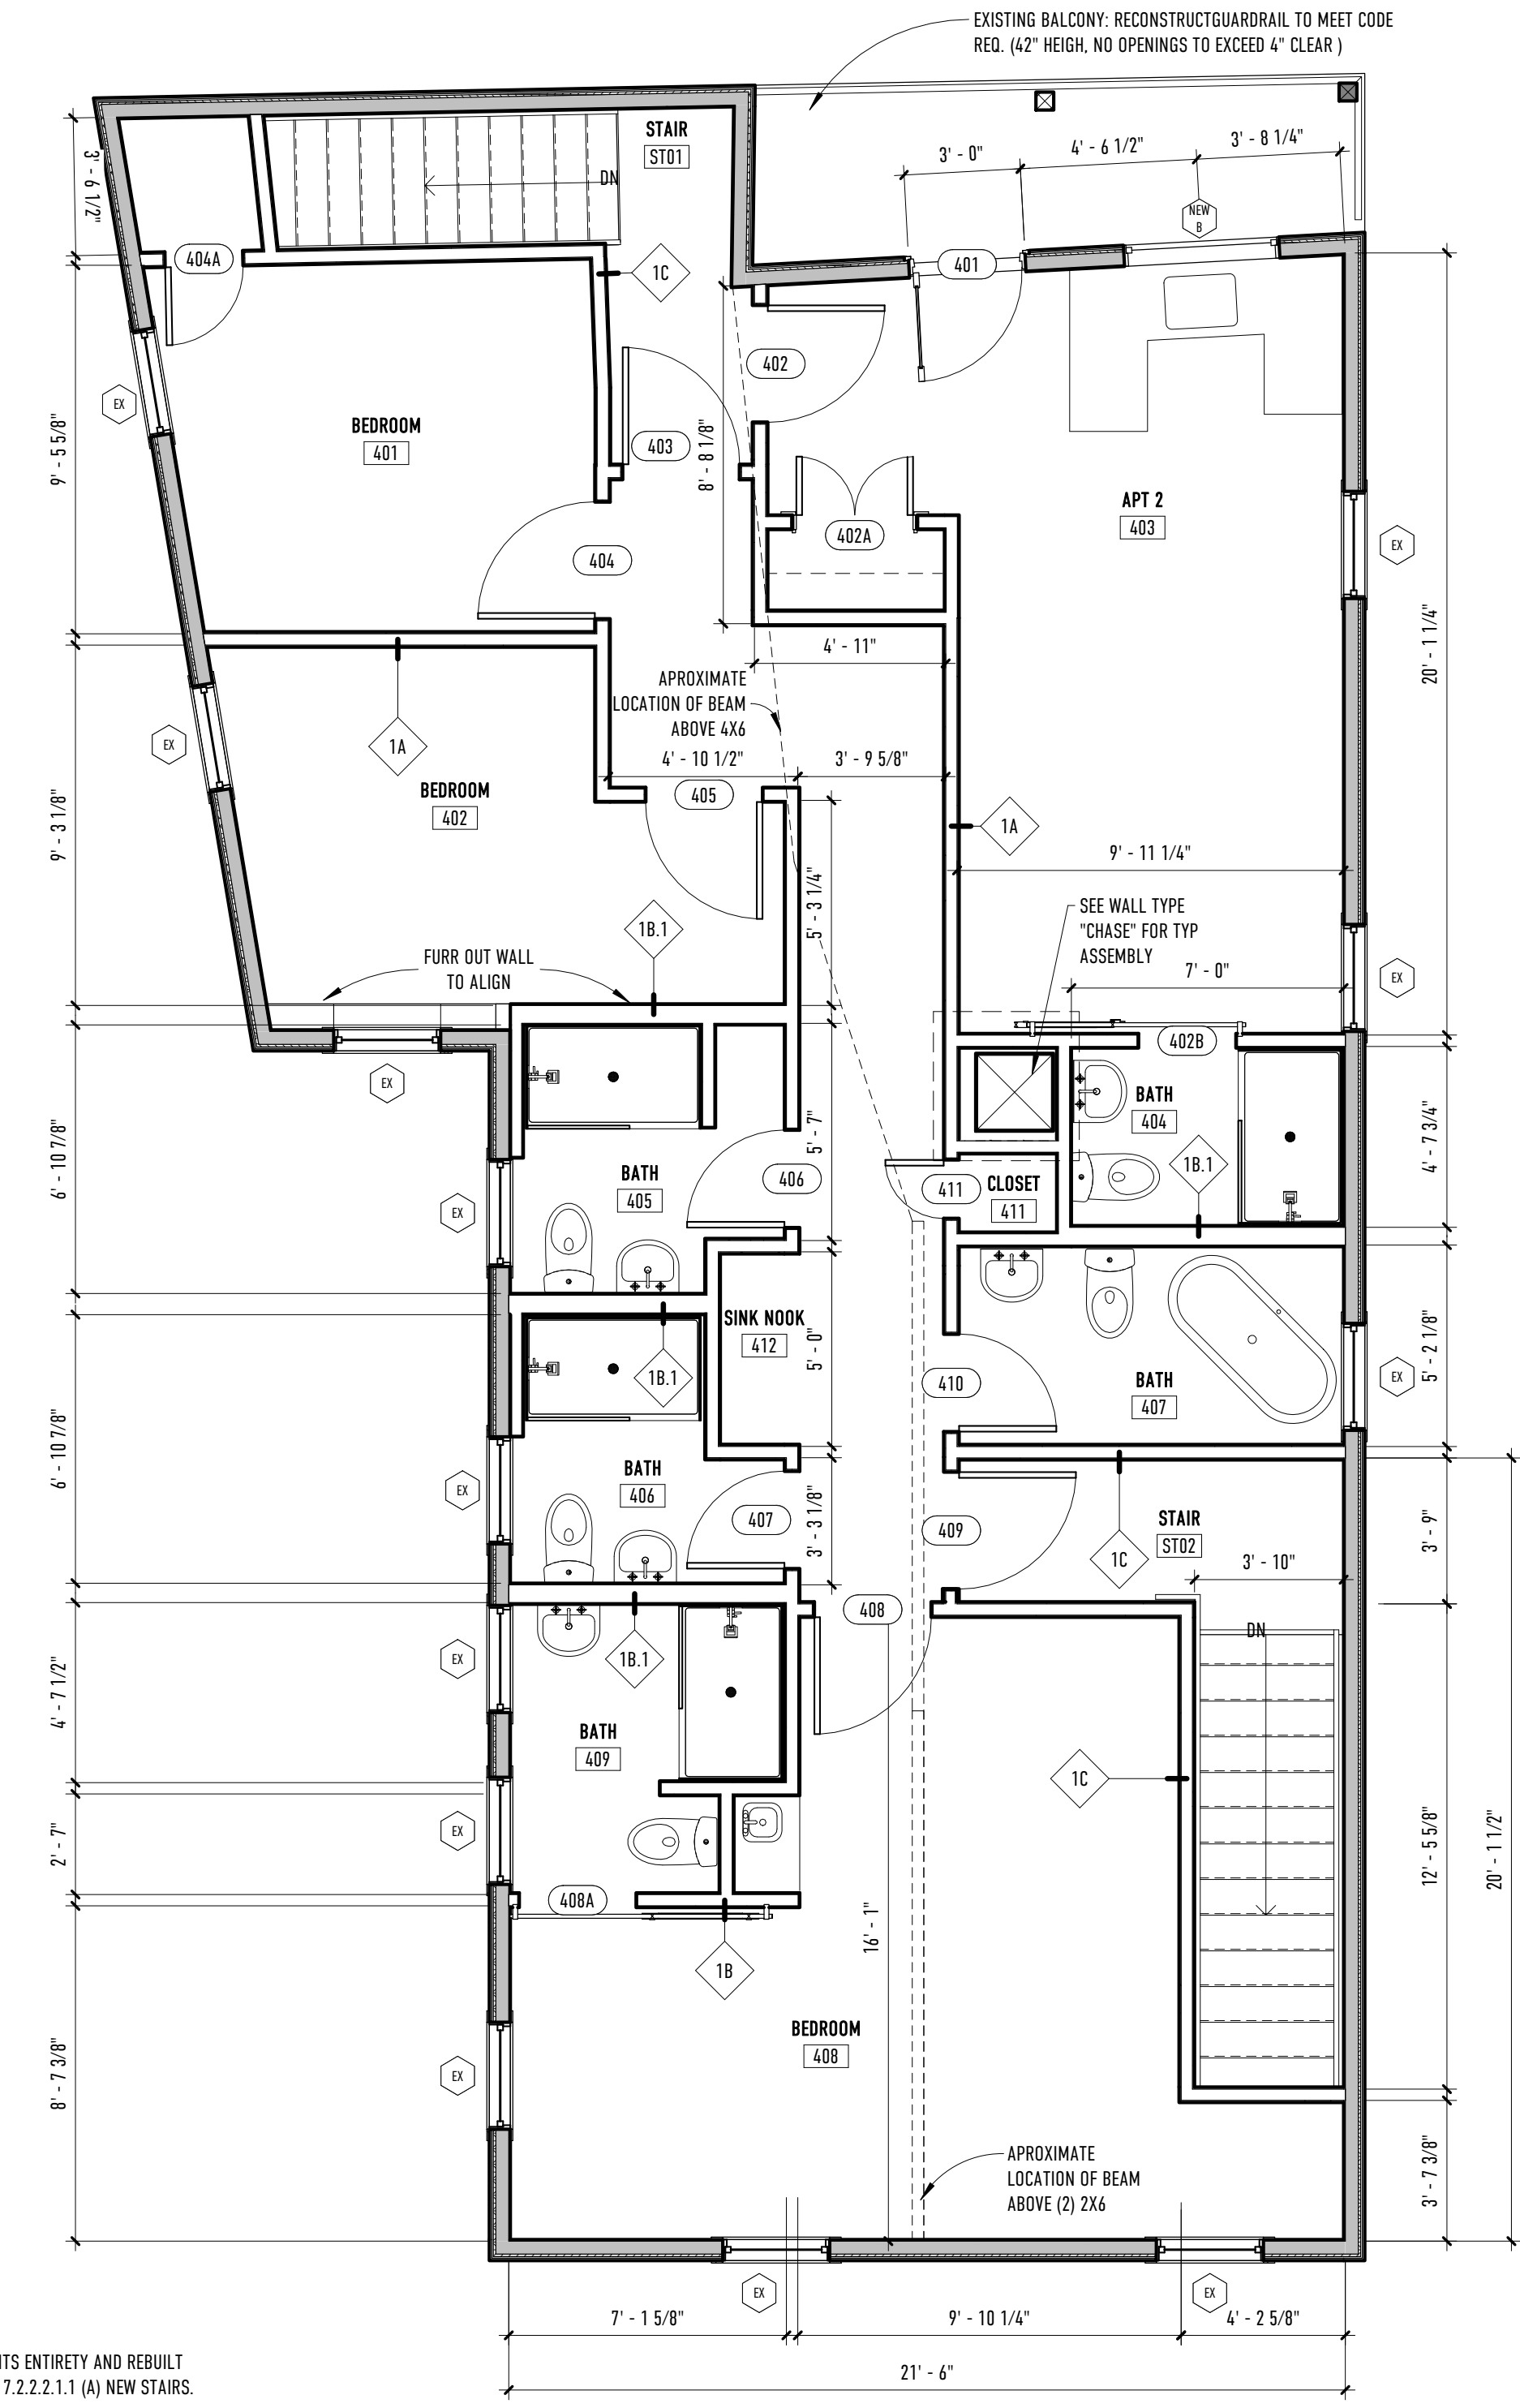 EXISTING BALCONY: RECONSTRUCTGUARDRAIL TO MEET CODE
REQ. (42" HEIGH, NO OPENINGS TO EXCEED 4" CLEAR )
STAIR
ST01
DN
3' - 0"
4' - 6 1/2"
3' - 8 1/4"
NEW
B
3' - 6 1/2"
404A
1C
401
402
EX
BEDROOM
401
403
9' - 5 5/8"
8' - 8 1/8"
APT 2
403
402A
EX
404
20' - 1 1/4"
4' - 11"
APROXIMATE
LOCATION OF BEAM
ABOVE 4X6
EX
1A
4' - 10 1/2"
3' - 9 5/8"
BEDROOM
402
405
9' - 3 1/8"
1A
9' - 11 1/4"
5' - 3 1/4"
SEE WALL TYPE
"CHASE" FOR TYP
ASSEMBLY
1B.1
FURR OUT WALL
TO ALIGN
7' - 0"
EX
402B
EX
BATH
404
4' - 7 3/4"
6' - 10 7/8"
5' - 7"
BATH
405
406
1B.1
411
CLOSET
411
EX
SINK NOOK
412
5' - 0"
1B.1
410
BATH
407
EX
5' - 2 1/8"
6' - 10 7/8"
BATH
406
EX
407
3' - 3 1/8"
409
STAIR
ST02
1C
3' - 9"
3' - 10"
408
DN
EX
1B.1
4' - 7 1/2"
BATH
409
1C
EX
2' - 7"
408A
12' - 5 5/8"
20' - 1 1/2"
16' - 1"
1B
BEDROOM
408
EX
8' - 7 3/8"
APROXIMATE
LOCATION OF BEAM
ABOVE (2) 2X6
3' - 7 3/8"
EX
EX
7' - 1 5/8"
9' - 10 1/4"
4' - 2 5/8"
21' - 6"
ITS ENTIRETY AND REBUILT
7.2.2.2.1.1 (A) NEW STAIRS.